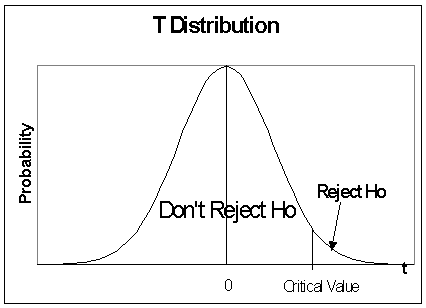 T Distribution
Probability
Don't Reject Ho
Reject Ho
t
0
Critical Value